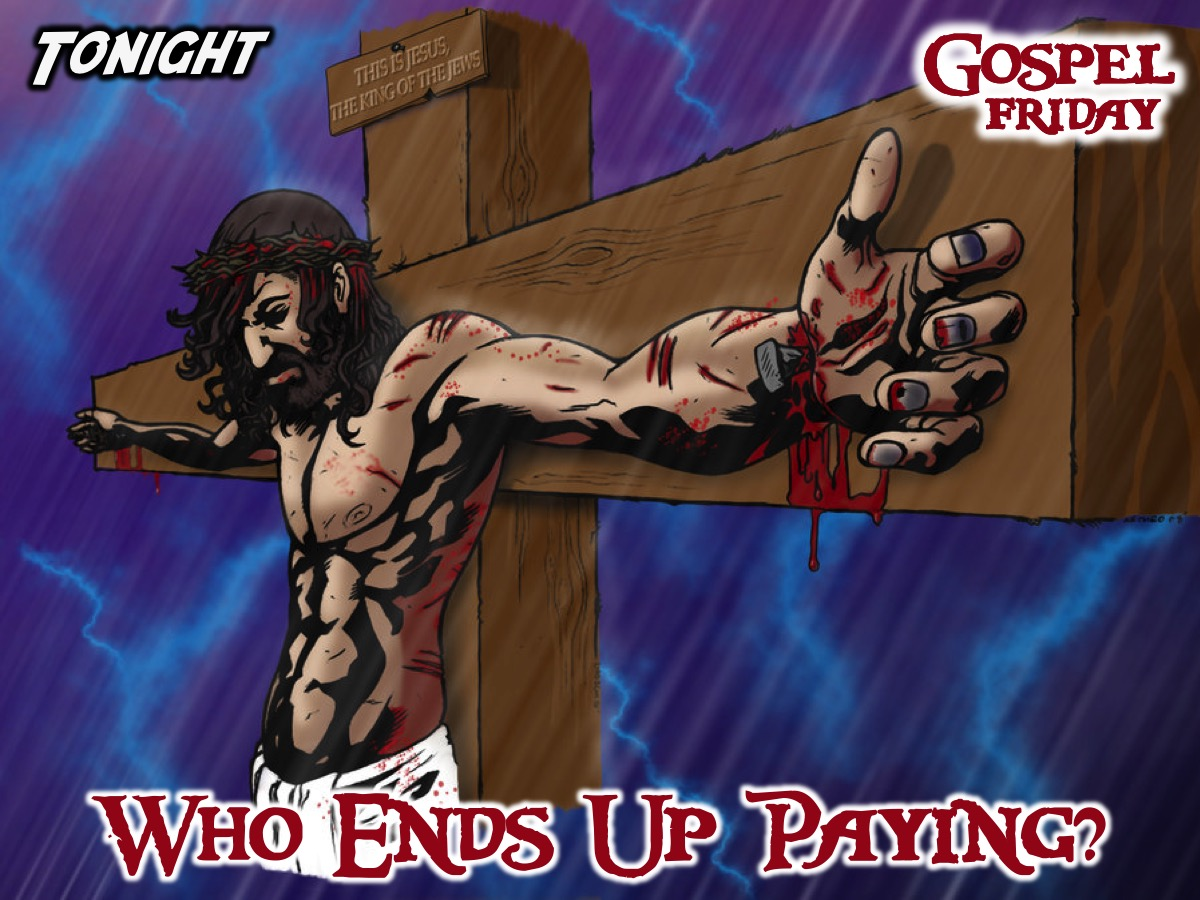 Tonight
Gospel
Friday
THIS IS JESUS,
THE KING OF THE JEWS
Who Ends Up Paying?